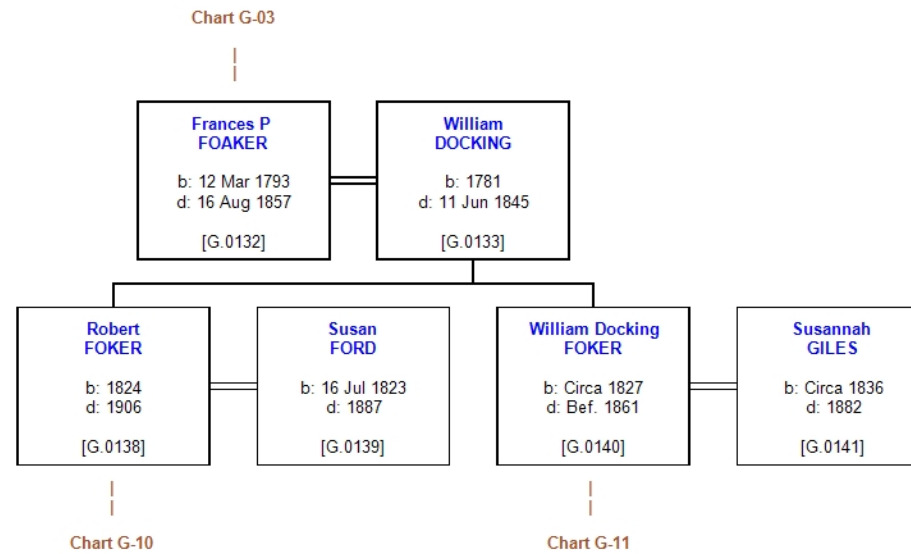 Chart G-03
Frances P
FOAKER
b: 12 Mar 1793
d: 16 Aug 1857
[G.0132]
William
DOCKING
b: 1781
d: 11 Jun 1845
[G.0133]
Robert
FOKER
b: 1824
d: 1906
[G.0138]
Susan
FORD
b: 16 Jul 1823
d: 1887
[G.0139]
William Docking
FOKER
b: Circa 1827
d: Bef. 1861
[G.0140]
Susannah
GILES
b: Circa 1836
d: 1882
[G.0141]
Chart G-10
Chart G-11